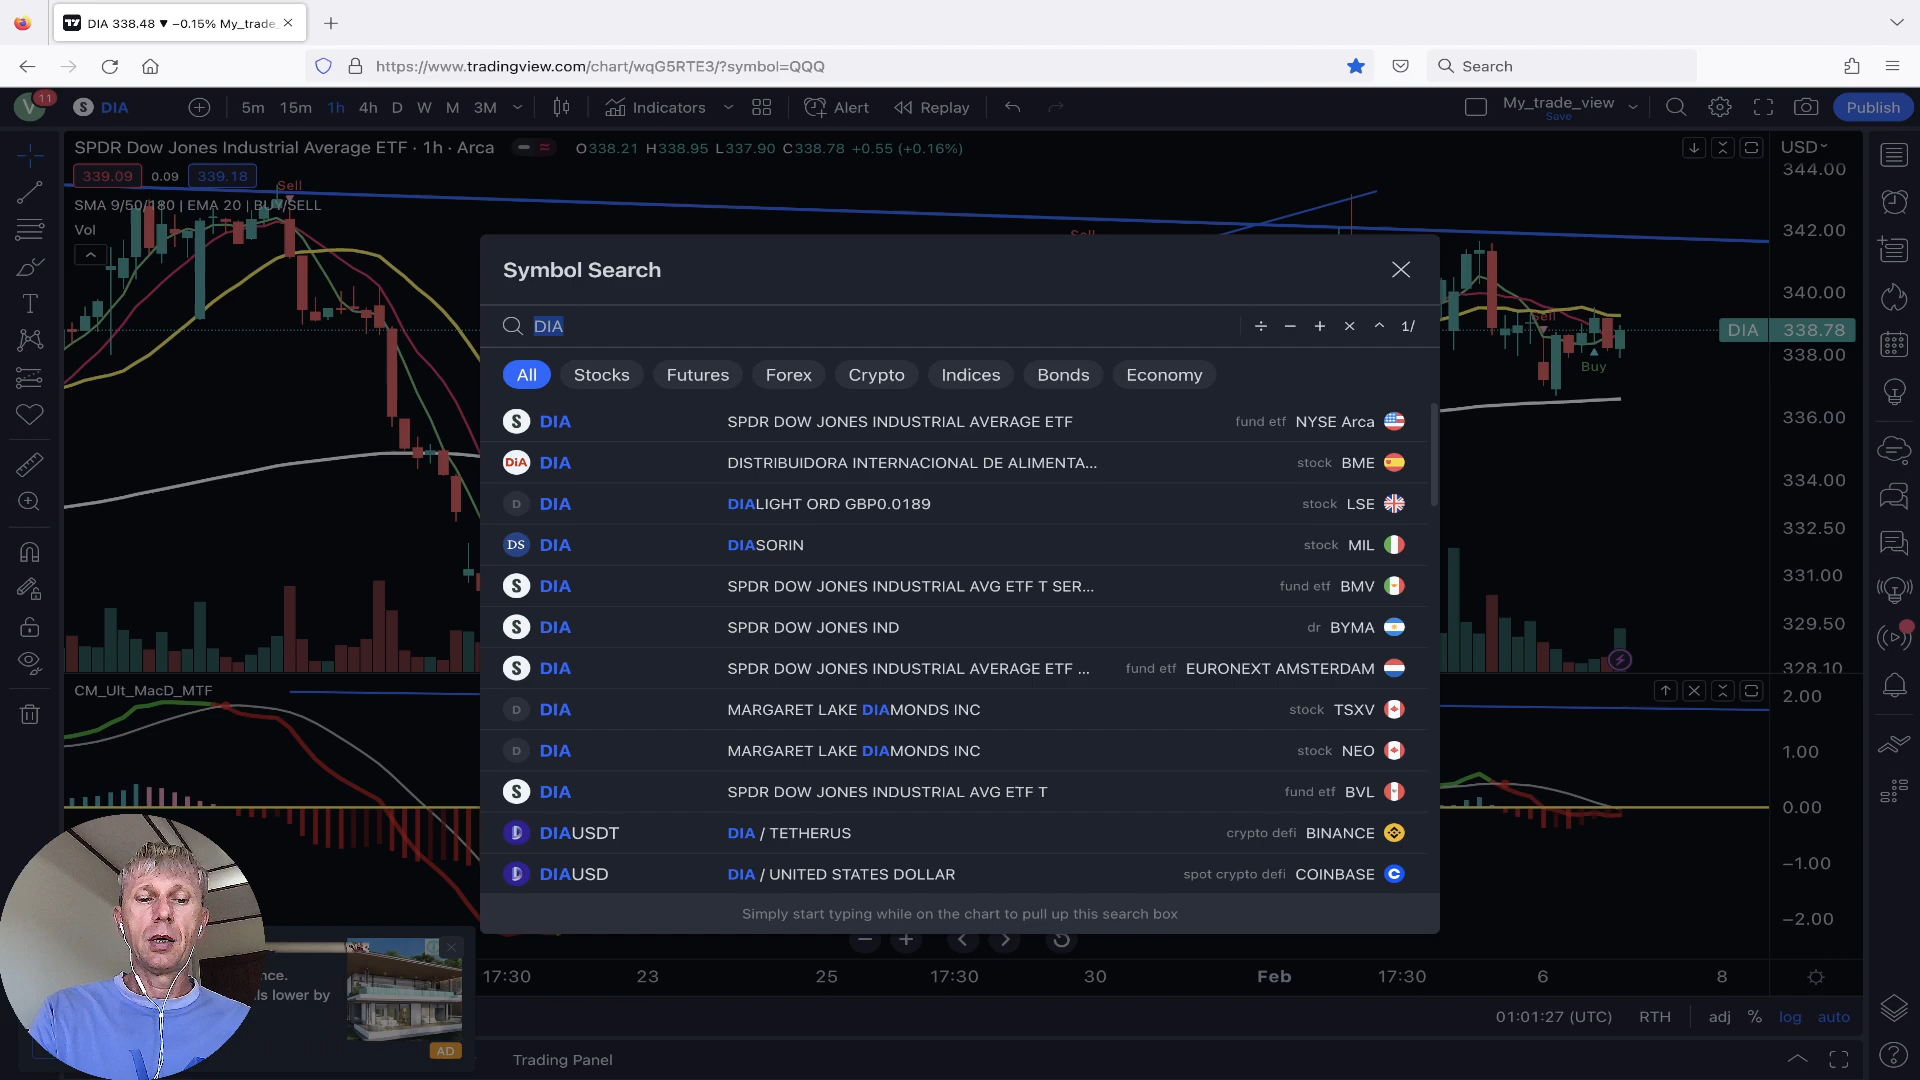 DIA 338.48 ▼ −0.15% My_trade_
https://www.tradingview.com/chart/wqG5RTE3/?symbol=QQQ
Search
V 11 S DIA 5m 15m 1h 4h D W M 3M Indicators Alert Replay My_trade_view Save Publish
SPDR Dow Jones Industrial Average ETF · 1h · Arca O338.21 H338.95 L337.90 C338.78 +0.55 (+0.16%)
USD
339.09 0.09 339.18
Sell
SMA 9/50/180 | EMA 20 | BUY/SELL
Vol
Sell
Sell
Buy
344.00
342.00
340.00
DIA 338.78
338.00
336.00
334.00
332.50
331.00
329.50
328.10
Symbol Search
DIA ÷ − + × ^ 1/
All Stocks Futures Forex Crypto Indices Bonds Economy
S DIA SPDR DOW JONES INDUSTRIAL AVERAGE ETF fund etf NYSE Arca
DiA DIA DISTRIBUIDORA INTERNACIONAL DE ALIMENTA... stock BME
D DIA DIALIGHT ORD GBP0.0189 stock LSE
DS DIA DIASORIN stock MIL
S DIA SPDR DOW JONES INDUSTRIAL AVG ETF T SER... fund etf BMV
S DIA SPDR DOW JONES IND dr BYMA
S DIA SPDR DOW JONES INDUSTRIAL AVERAGE ETF ... fund etf EURONEXT AMSTERDAM
D DIA MARGARET LAKE DIAMONDS INC stock TSXV
D DIA MARGARET LAKE DIAMONDS INC stock NEO
S DIA SPDR DOW JONES INDUSTRIAL AVG ETF T fund etf BVL
DIAUSDT DIA / TETHERUS crypto defi BINANCE
DIAUSD DIA / UNITED STATES DOLLAR spot crypto defi COINBASE
Simply start typing while on the chart to pull up this search box
CM_Ult_MacD_MTF
2.00
1.00
0.00
−1.00
−2.00
nce.
ls lower by
AD
17:30 23 25 17:30 30 Feb 17:30 6 8
01:01:27 (UTC) RTH adj % log auto
Trading Panel